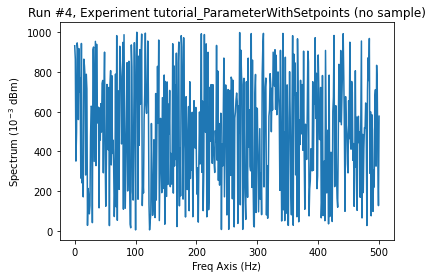 Run #4, Experiment tutorial_ParameterWithSetpoints (no sample)
1000
800
600
400
200
0
Spectrum (10⁻³ dBm)
0 100 200 300 400 500
Freq Axis (Hz)